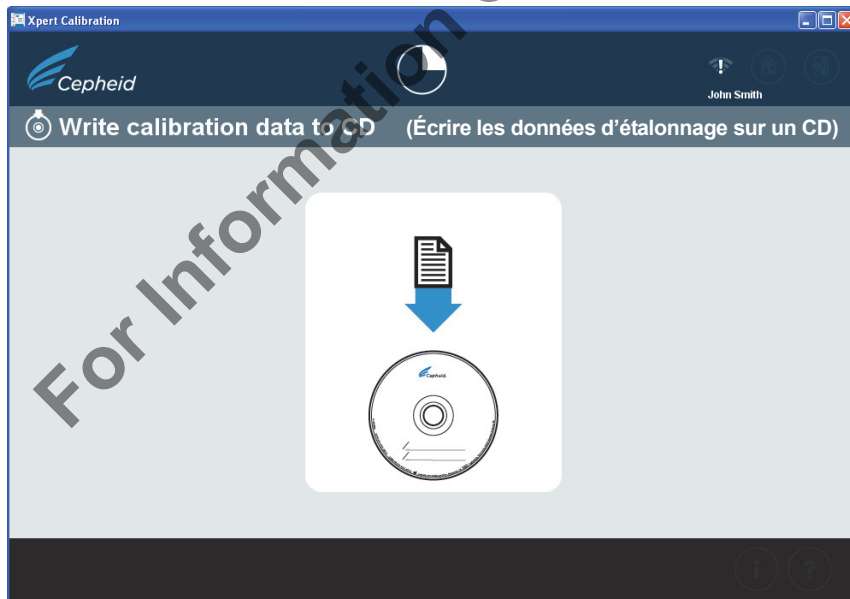 Xpert Calibration
Cepheid
John Smith
Write calibration data to CD (Écrire les données d'étalonnage sur un CD)
For Information
Cepheid